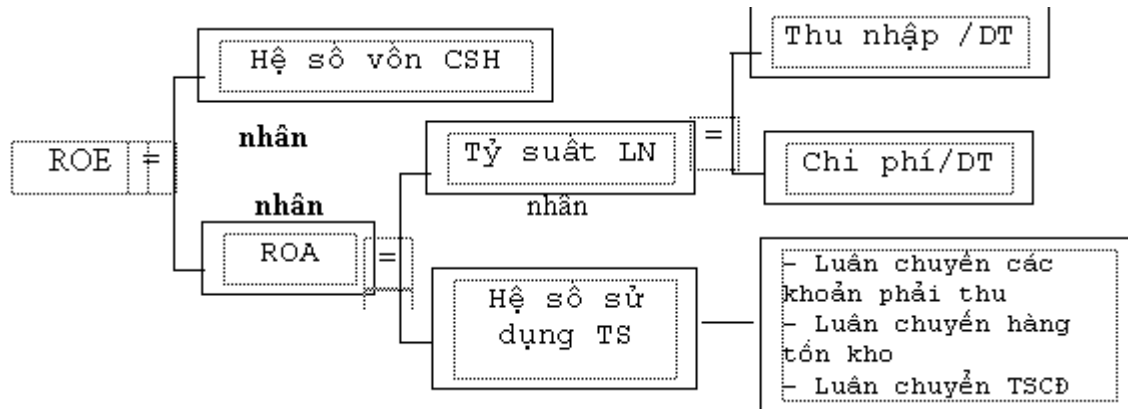 Thu nhập /DT
Hệ số vốn CSH
nhân
ROE =
Tỷ suất LN =
Chi phí/DT
nhân
nhân
ROA =
Hệ số sử
dụng TS
- Luân chuyển các
khoản phải thu
- Luân chuyển hàng
tồn kho
- Luân chuyển TSCĐ